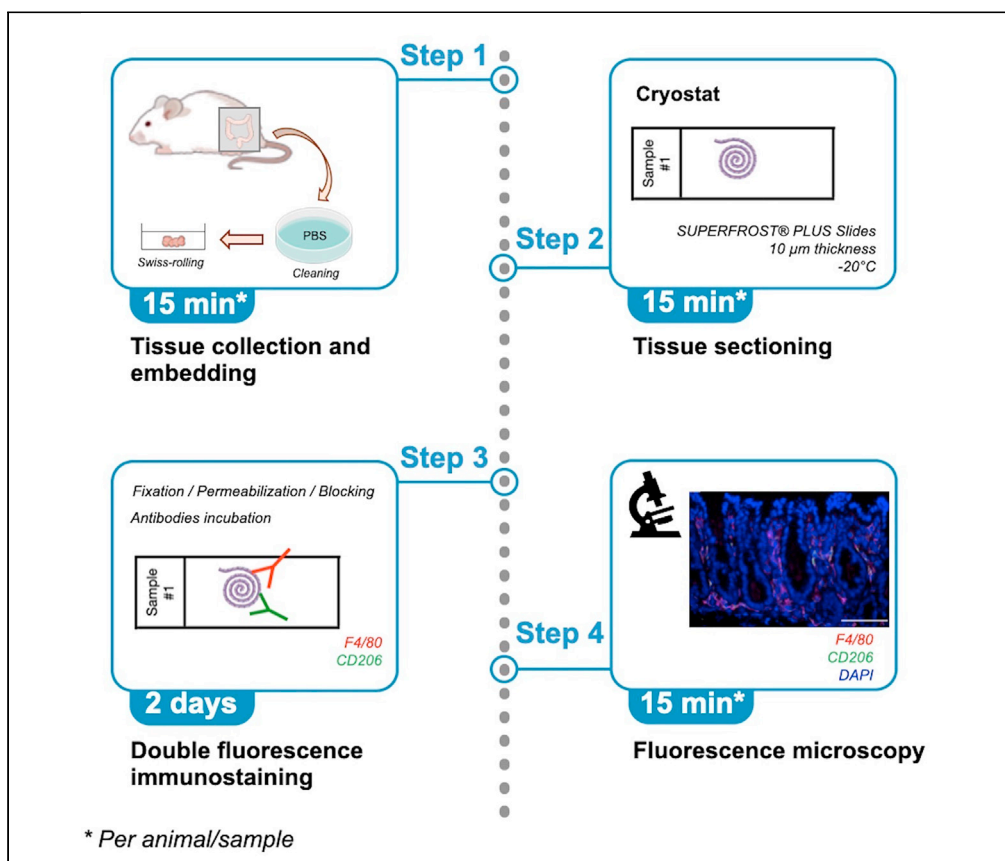 Step 1
PBS
Swiss-rolling
Cleaning
15 min*
Tissue collection and
embedding
Step 2
Cryostat
Sample
#1
SUPERFROST® PLUS Slides
10 µm thickness
-20°C
15 min*
Tissue sectioning
Step 3
Fixation / Permeabilization / Blocking
Antibodies incubation
Sample
#1
F4/80
CD206
2 days
Double fluorescence
immunostaining
Step 4
F4/80
CD206
DAPI
15 min*
Fluorescence microscopy
* Per animal/sample